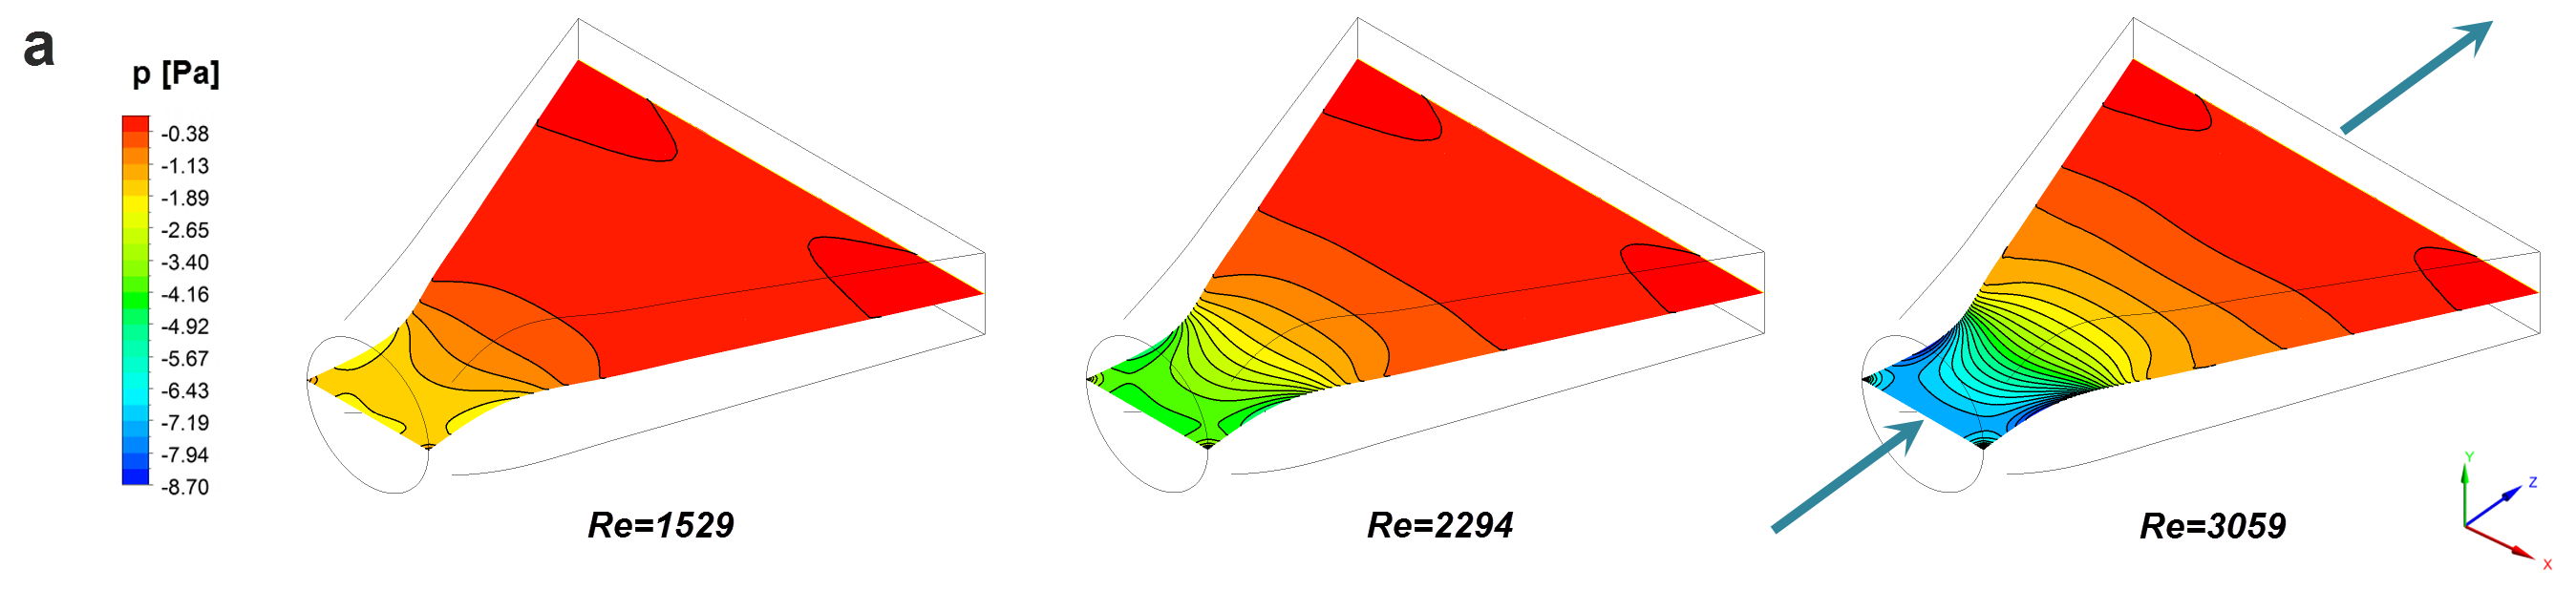 a
p [Pa]
-0.38
-1.13
-1.89
-2.65
-3.40
-4.16
-4.92
-5.67
-6.43
-7.19
-7.94
-8.70
Re=1529
Re=2294
Re=3059
Y
Z
X